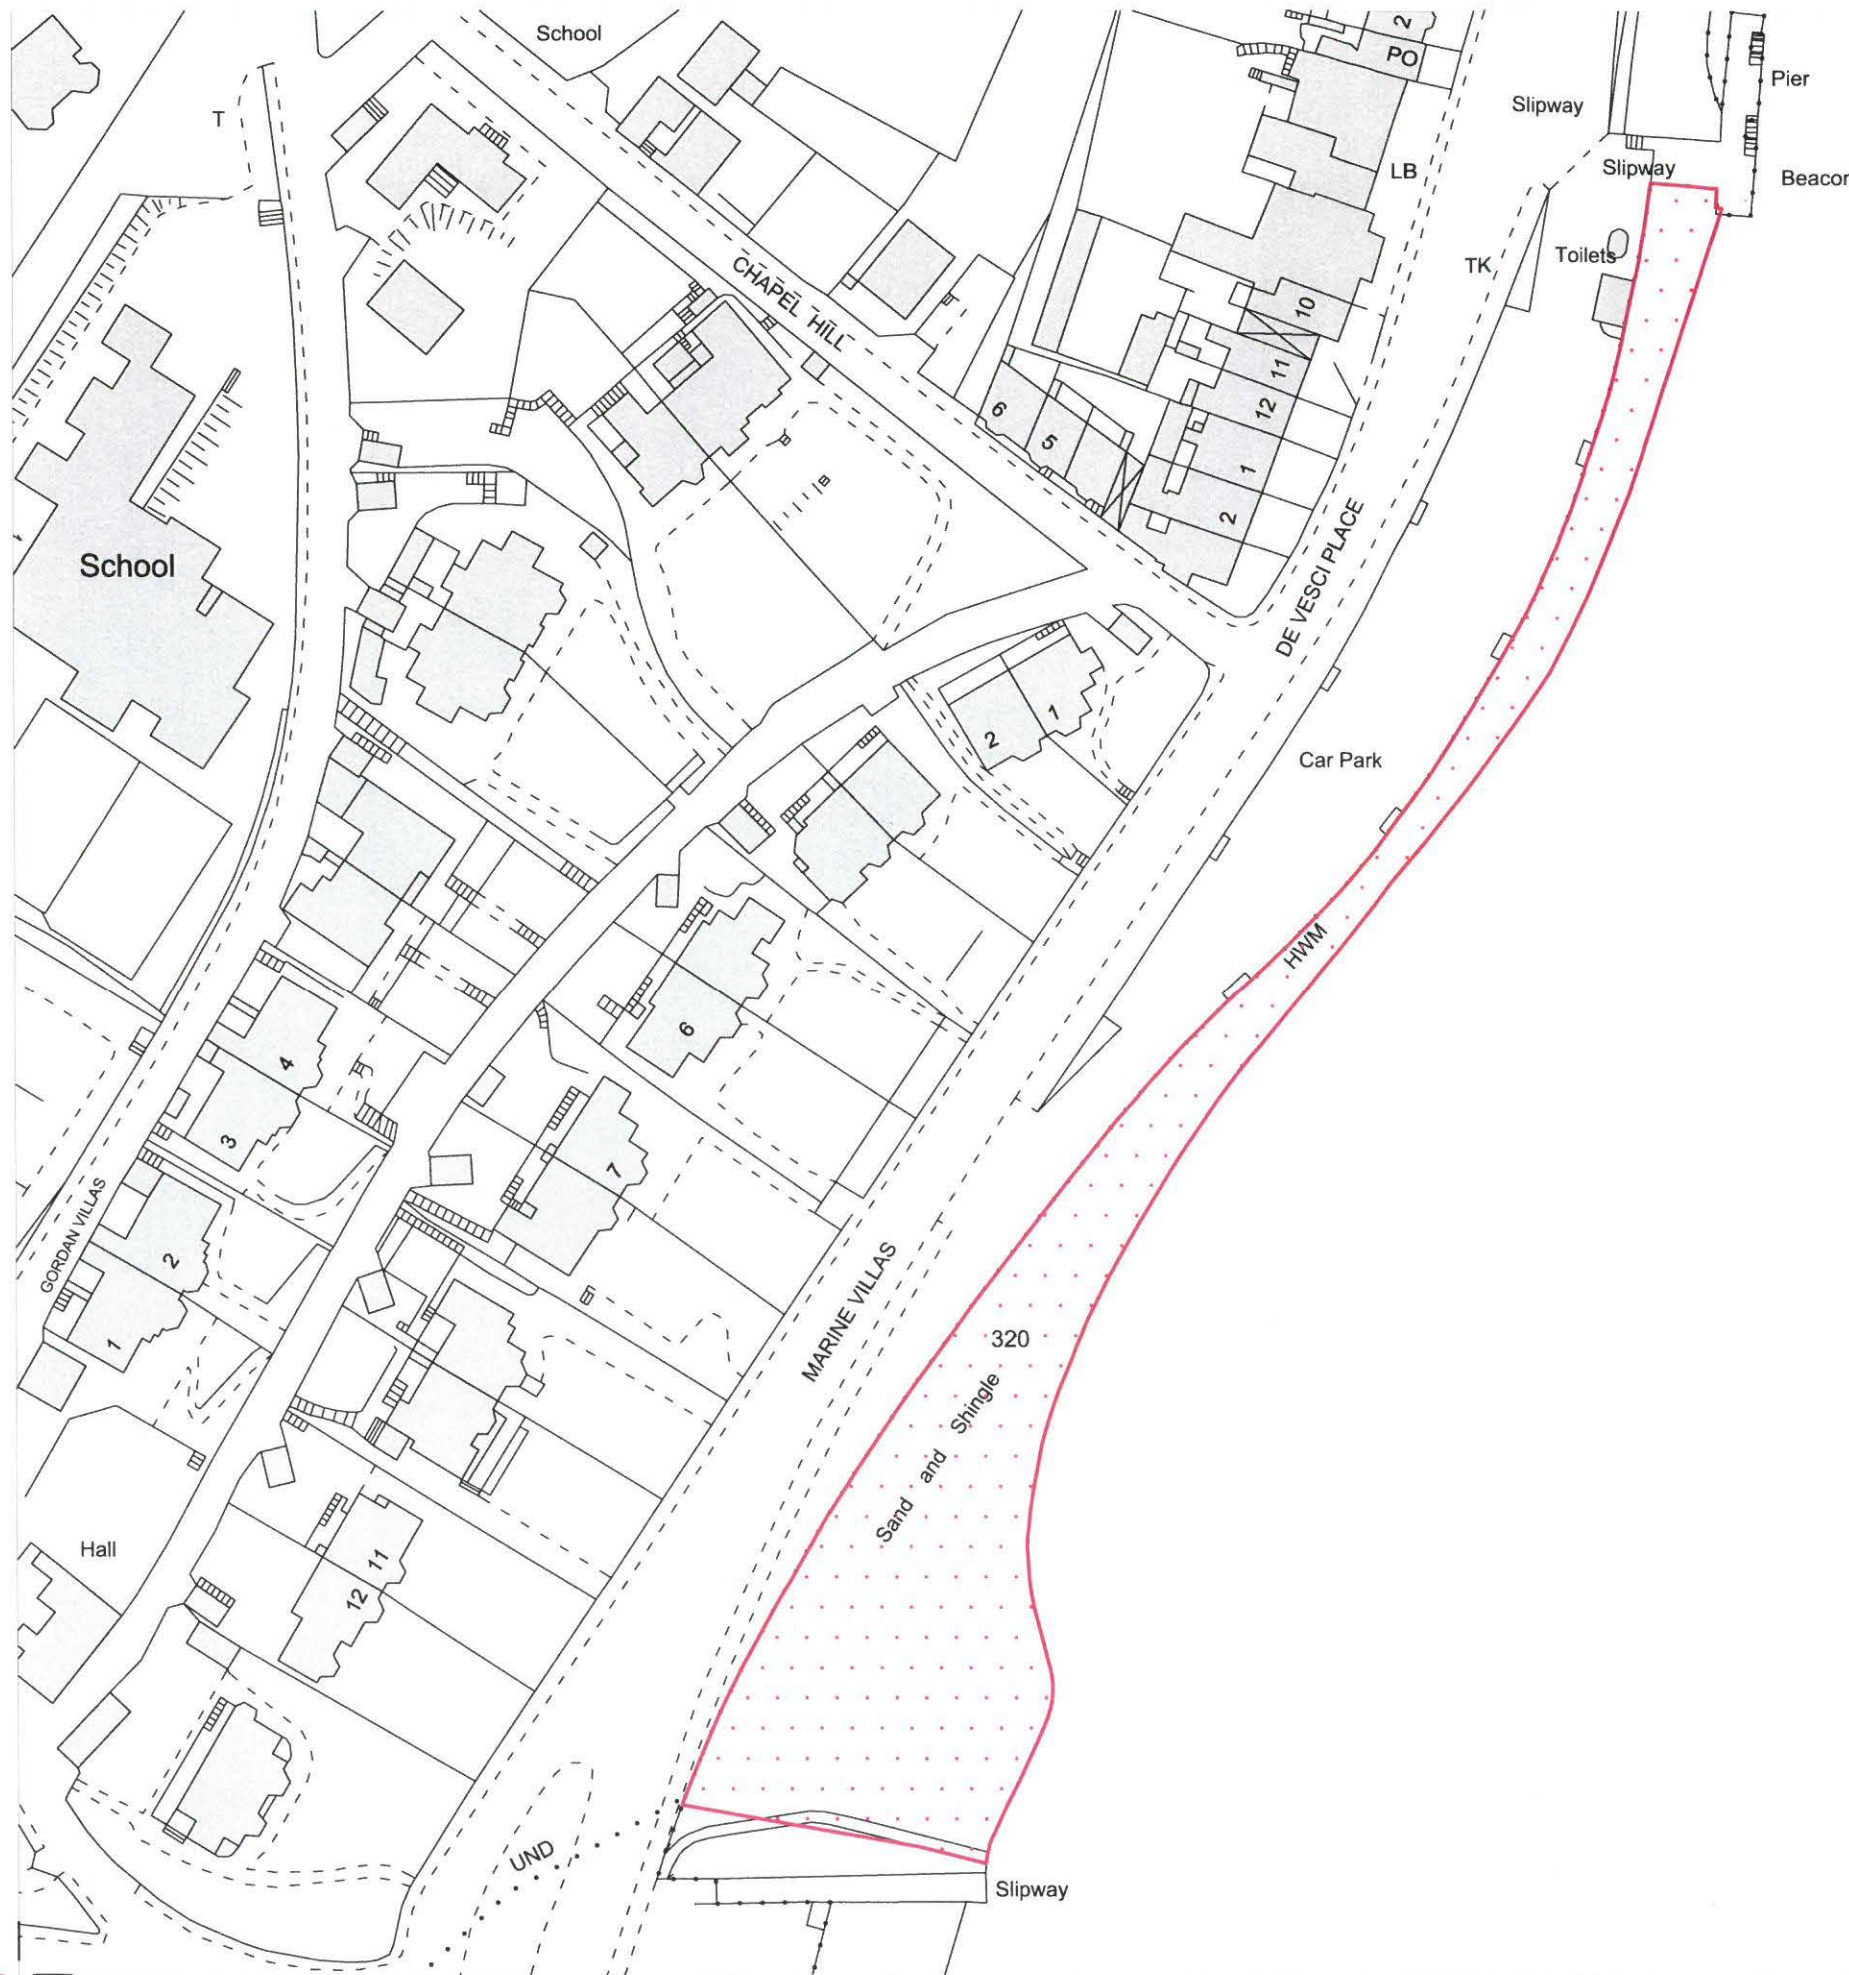 School
2
PO
Pier
Slipway
T
LB
Slipway
Beacor
CHAPEL HILL
TK
Toilets
10
11
12
6
5
1
2
School
DE VESCI PLACE
1
2
Car Park
HWM
6
4
3
7
GORDAN VILLAS
2
1
MARINE VILLAS
320
Sand and Shingle
Hall
11
12
UND
Slipway